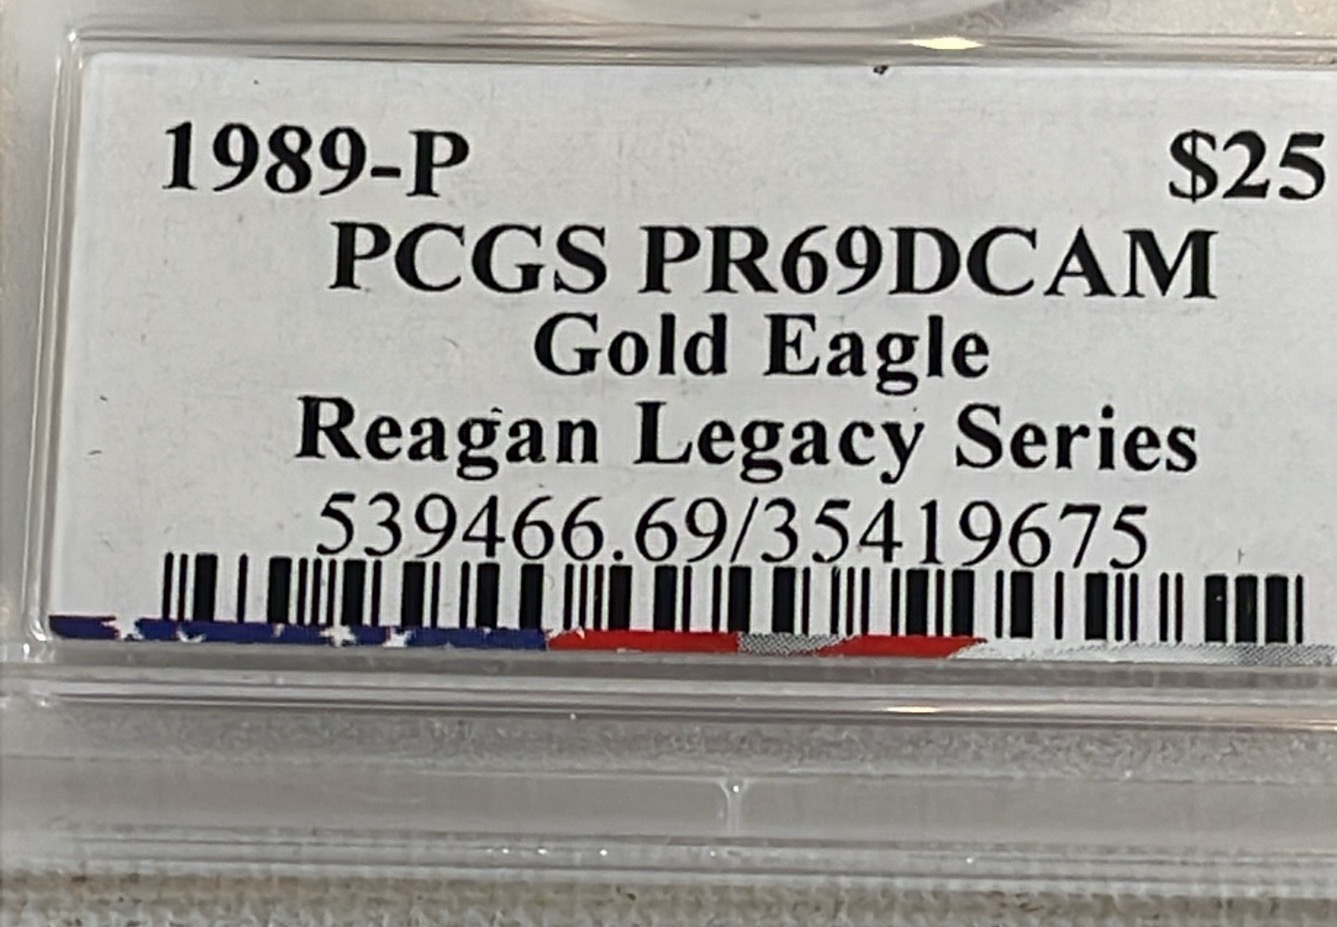 1989-P $25
PCGS PR69DCAM
Gold Eagle
Reagan Legacy Series
539466.69/35419675